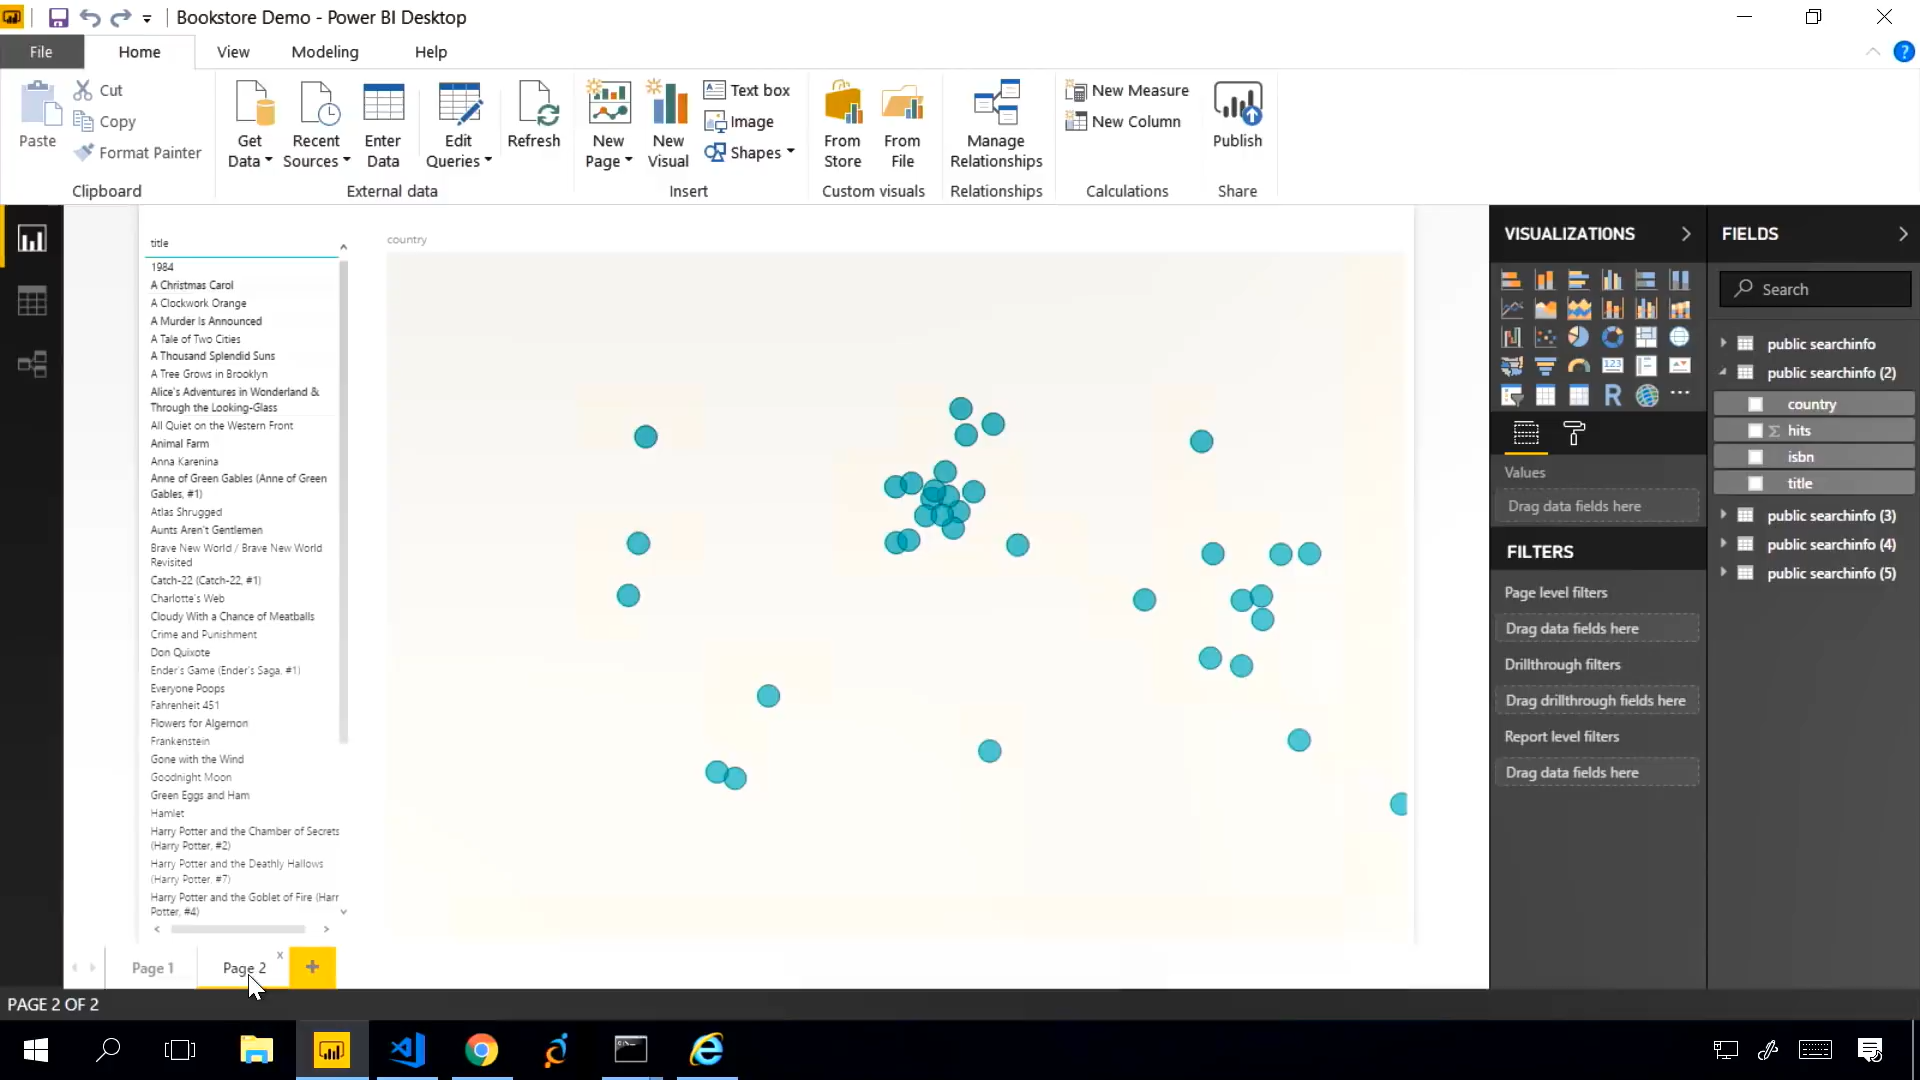 Bookstore Demo - Power BI Desktop
File
Home
View
Modeling
Help
?
Paste
Cut
Copy
Format Painter
Clipboard
Get
Data
Recent
Sources
Enter
Data
Edit
Queries
Refresh
External data
New
Page
New
Visual
Text box
Image
Shapes
Insert
From
Store
From
File
Custom visuals
Manage
Relationships
Relationships
New Measure
New Column
Calculations
Publish
Share
title
1984
A Christmas Carol
A Clockwork Orange
A Murder Is Announced
A Tale of Two Cities
A Thousand Splendid Suns
A Tree Grows in Brooklyn
Alice's Adventures in Wonderland &
Through the Looking-Glass
All Quiet on the Western Front
Animal Farm
Anna Karenina
Anne of Green Gables (Anne of Green
Gables, #1)
Atlas Shrugged
Aunts Aren't Gentlemen
Brave New World / Brave New World
Revisited
Catch-22 (Catch-22, #1)
Charlotte's Web
Cloudy With a Chance of Meatballs
Crime and Punishment
Don Quixote
Ender's Game (Ender's Saga, #1)
Everyone Poops
Fahrenheit 451
Flowers for Algernon
Frankenstein
Gone with the Wind
Goodnight Moon
Green Eggs and Ham
Hamlet
Harry Potter and the Chamber of Secrets
(Harry Potter, #2)
Harry Potter and the Deathly Hallows
(Harry Potter, #7)
Harry Potter and the Goblet of Fire (Harr
Potter, #4)
country
VISUALIZATIONS
123
R
Values
Drag data fields here
FILTERS
Page level filters
Drag data fields here
Drillthrough filters
Drag drillthrough fields here
Report level filters
Drag data fields here
FIELDS
Search
public searchinfo
public searchinfo (2)
country
Σ hits
isbn
title
public searchinfo (3)
public searchinfo (4)
public searchinfo (5)
Page 1
Page 2
x
+
PAGE 2 OF 2